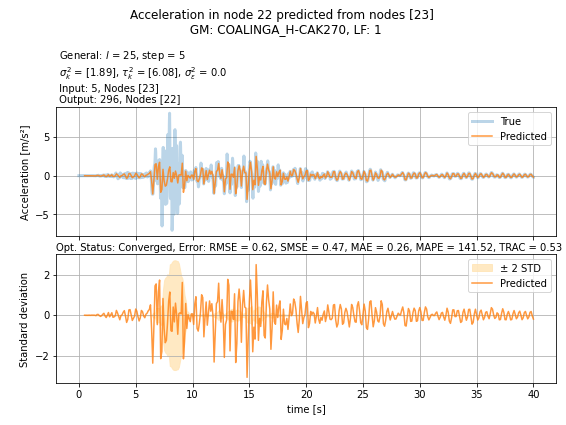 Acceleration in node 22 predicted from nodes [23]
GM: COALINGA_H-CAK270, LF: 1
General: l = 25, step = 5
σ²ₖ = [1.89], τ²ₖ = [6.08], σ²ε = 0.0
Input: 5, Nodes [23]
Output: 296, Nodes [22]
Acceleration [m/s²]
5
0
−5
True
Predicted
Opt. Status: Converged, Error: RMSE = 0.62, SMSE = 0.47, MAE = 0.26, MAPE = 141.52, TRAC = 0.53
Standard deviation
2
0
−2
± 2 STD
Predicted
0 5 10 15 20 25 30 35 40
time [s]